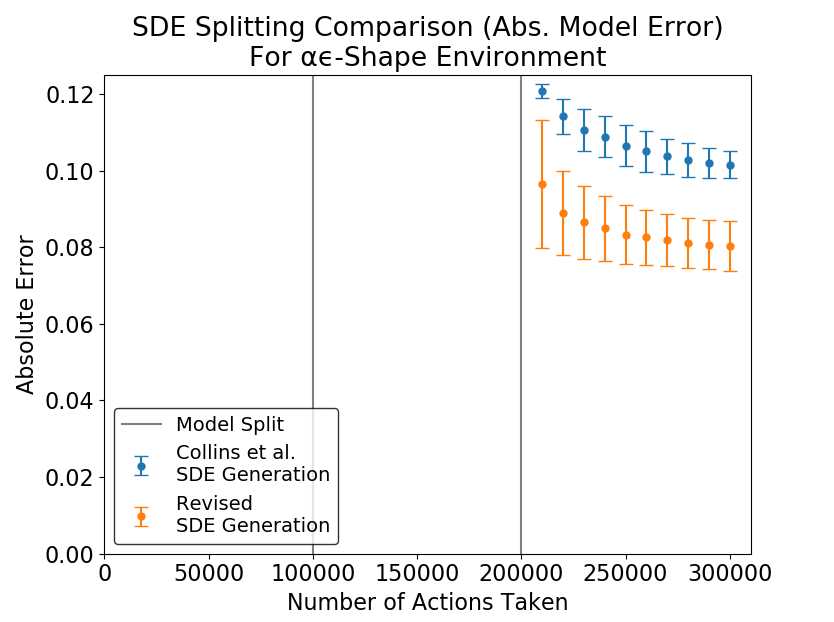 SDE Splitting Comparison (Abs. Model Error)
For αϵ-Shape Environment
Absolute Error
0.12
0.10
0.08
0.06
0.04
0.02
0.00
Model Split
Collins et al.
SDE Generation
Revised
SDE Generation
0 50000 100000 150000 200000 250000 300000
Number of Actions Taken